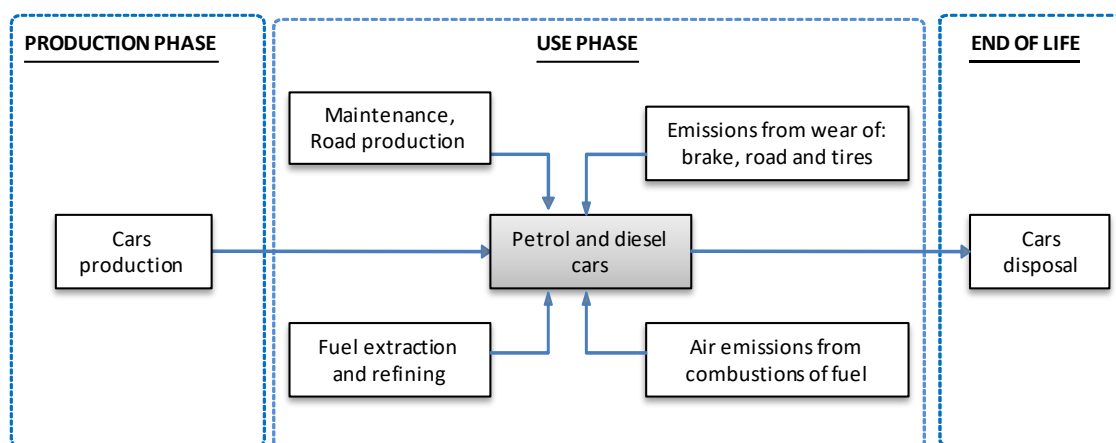 PRODUCTION PHASE
USE PHASE
END OF LIFE
Maintenance,
Road production
Emissions from wear of:
brake, road and tires
Cars
production
Petrol and diesel
cars
Cars
disposal
Fuel extraction
and refining
Air emissions from
combustions of fuel